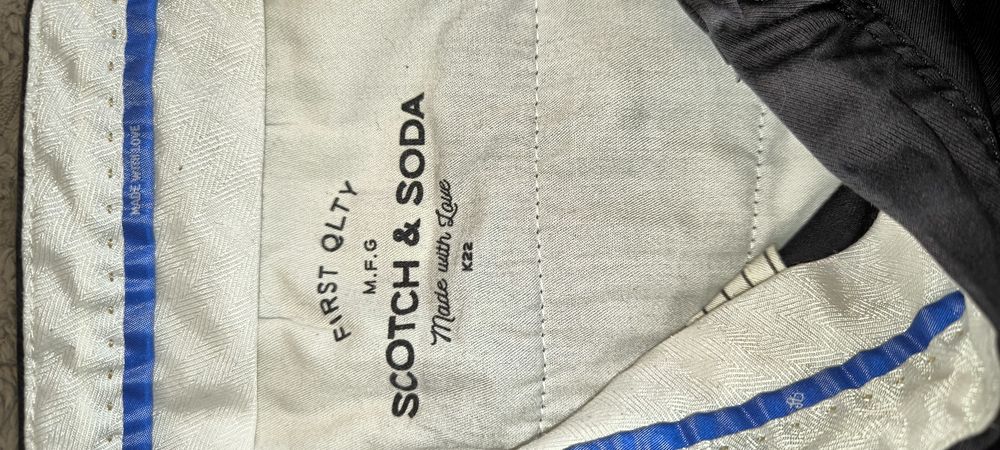 FIRST QLTY
M.F.G
SCOTCH & SODA
Made with Love
K22
MADE WITH LOVE